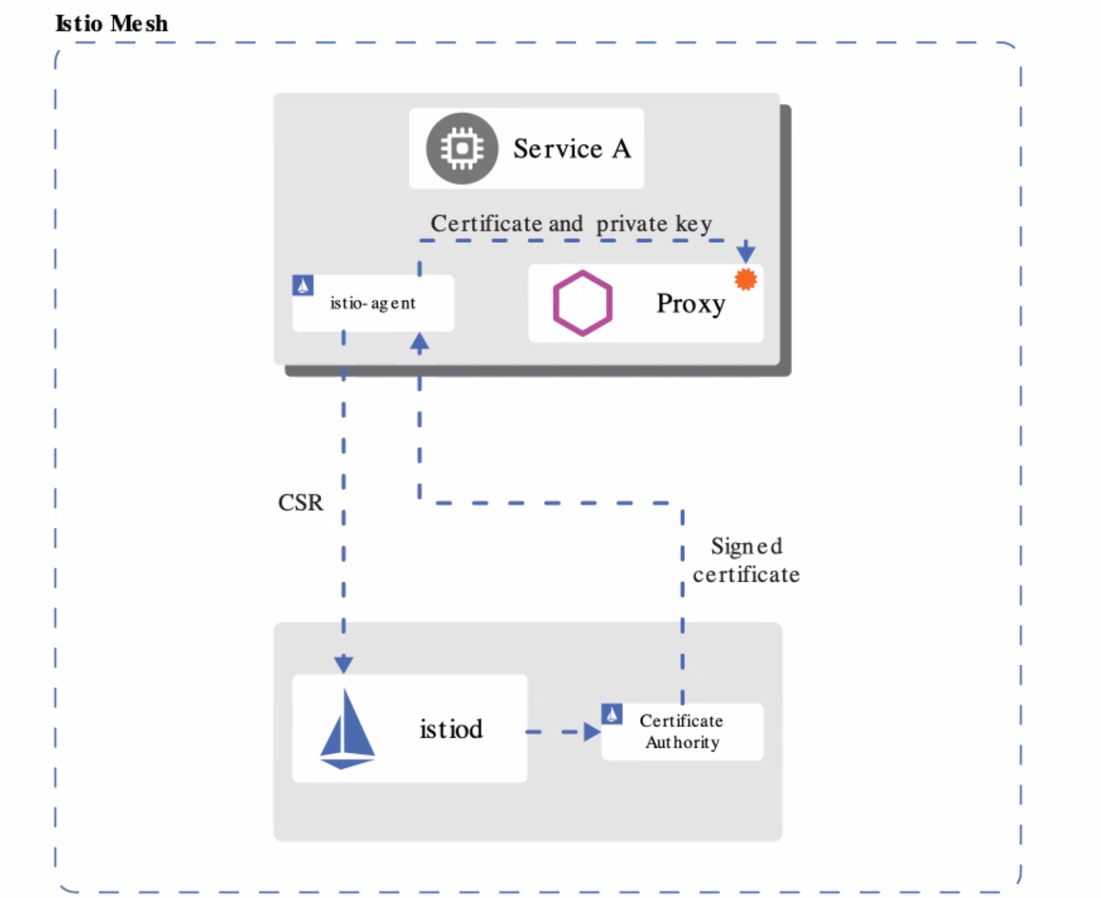 Istio Mesh
Service A
Certificate and private key
istio-agent
Proxy
CSR
Signed
certificate
istiod
Certificate
Authority